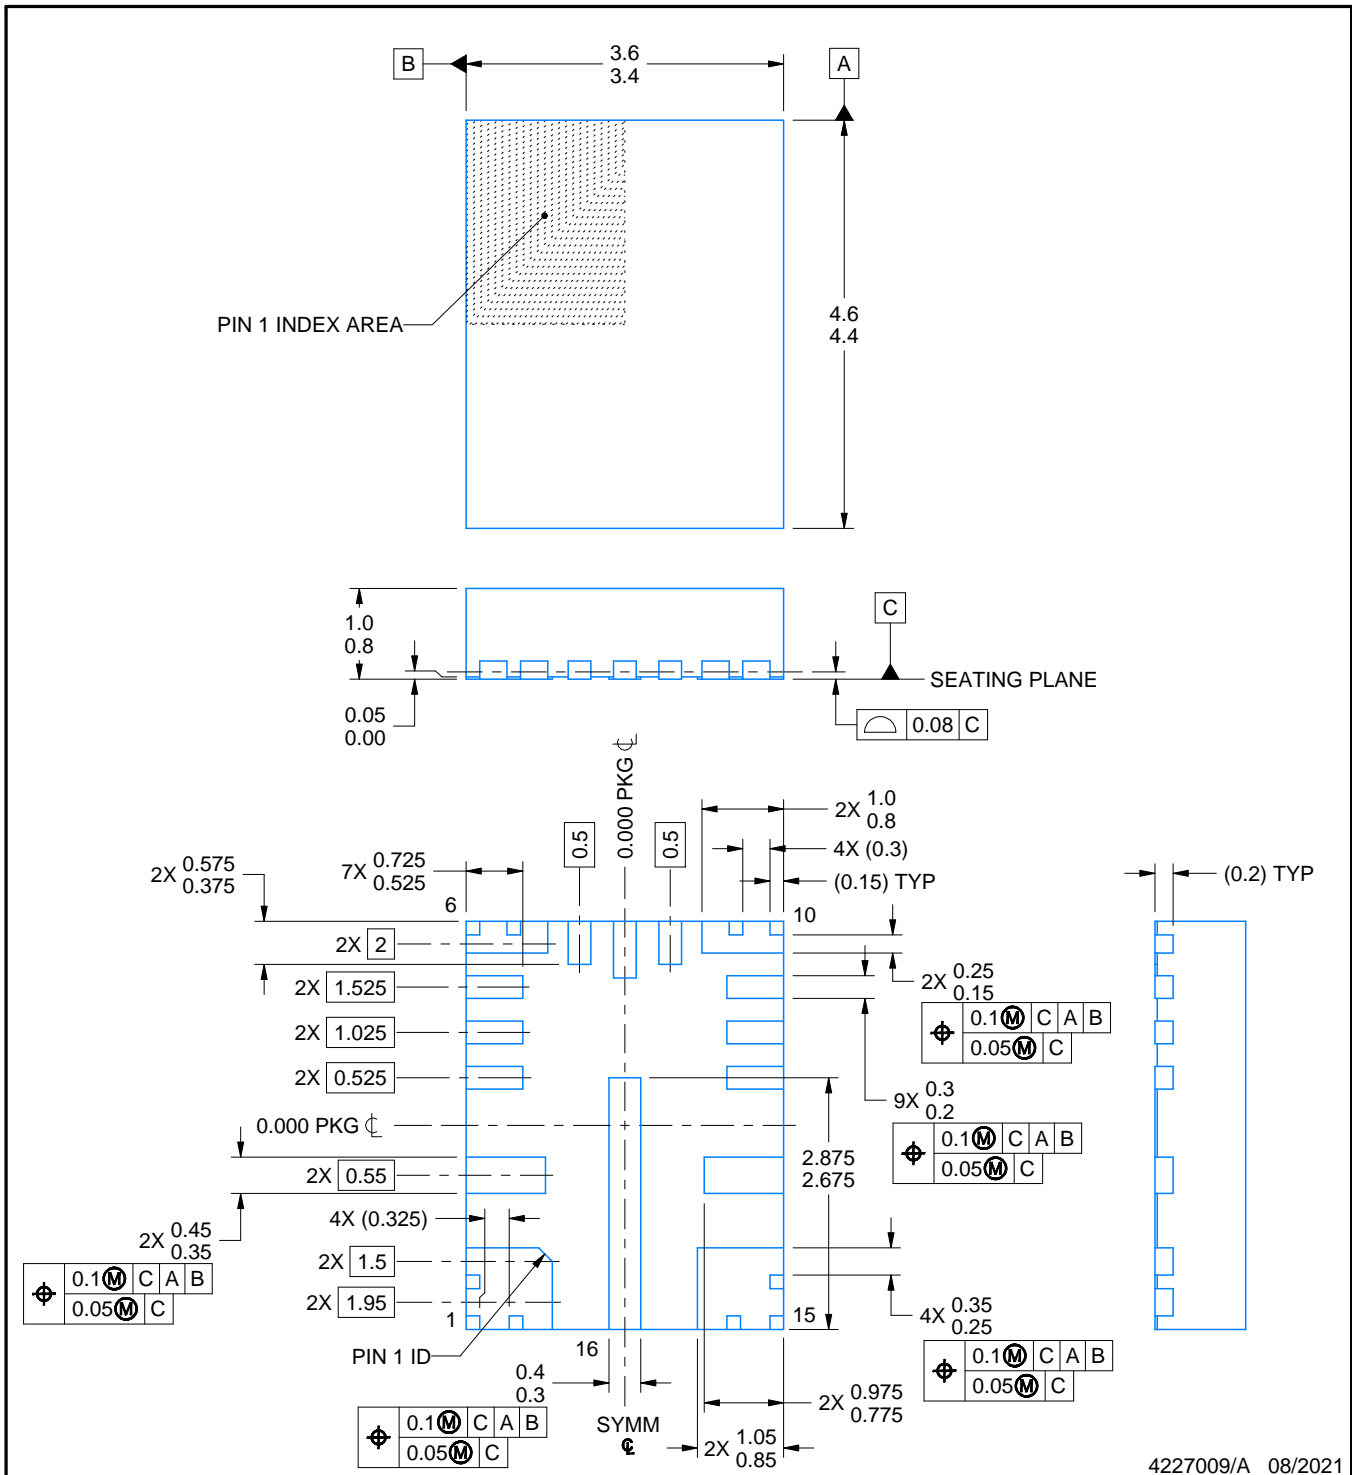 B
3.6
3.4
A
PIN 1 INDEX AREA
4.6
4.4
1.0
0.8
C
SEATING PLANE
0.05
0.00
0.08 C
0.5
0.000 PKG ℄
0.5
2X 1.0
0.8
2X 0.575
0.375
7X 0.725
0.525
4X (0.3)
(0.15) TYP
(0.2) TYP
6
10
2X 2
2X 1.525
2X 0.25
0.15
0.1 Ⓜ C A B
0.05 Ⓜ C
2X 1.025
2X 0.525
9X 0.3
0.2
0.1 Ⓜ C A B
0.05 Ⓜ C
0.000 PKG ℄
2.875
2.675
2X 0.55
4X (0.325)
2X 0.45
0.35
0.1 Ⓜ C A B
0.05 Ⓜ C
2X 1.5
2X 1.95
1
15
4X 0.35
0.25
0.1 Ⓜ C A B
0.05 Ⓜ C
PIN 1 ID
16
0.4
0.3
0.1 Ⓜ C A B
0.05 Ⓜ C
SYMM
℄
2X 0.975
0.775
2X 1.05
0.85
4227009/A 08/2021